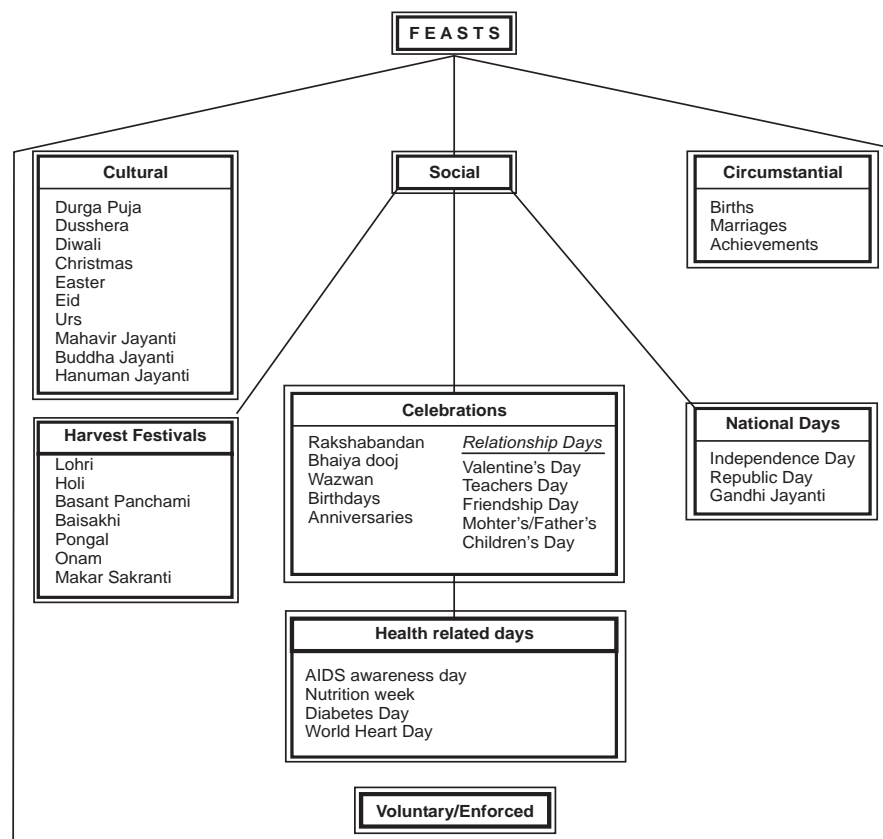 FEASTS
Cultural
Durga Puja
Dusshera
Diwali
Christmas
Easter
Eid
Urs
Mahavir Jayanti
Buddha Jayanti
Hanuman Jayanti
Social
Circumstantial
Births
Marriages
Achievements
Harvest Festivals
Lohri
Holi
Basant Panchami
Baisakhi
Pongal
Onam
Makar Sakranti
Celebrations
Rakshabandan
Bhaiya dooj
Wazwan
Birthdays
Anniversaries
Relationship Days
Valentine's Day
Teachers Day
Friendship Day
Mohter's/Father's
Children's Day
National Days
Independence Day
Republic Day
Gandhi Jayanti
Health related days
AIDS awareness day
Nutrition week
Diabetes Day
World Heart Day
Voluntary/Enforced